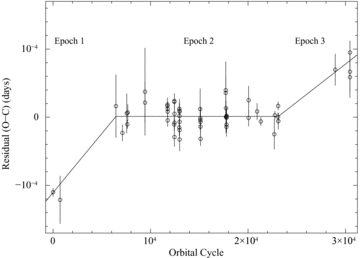 Epoch 1 Epoch 2 Epoch 3
10⁻⁴
0
−10⁻⁴
Residual (O−C) (days)
0 10⁴ 2×10⁴ 3×10⁴
Orbital Cycle